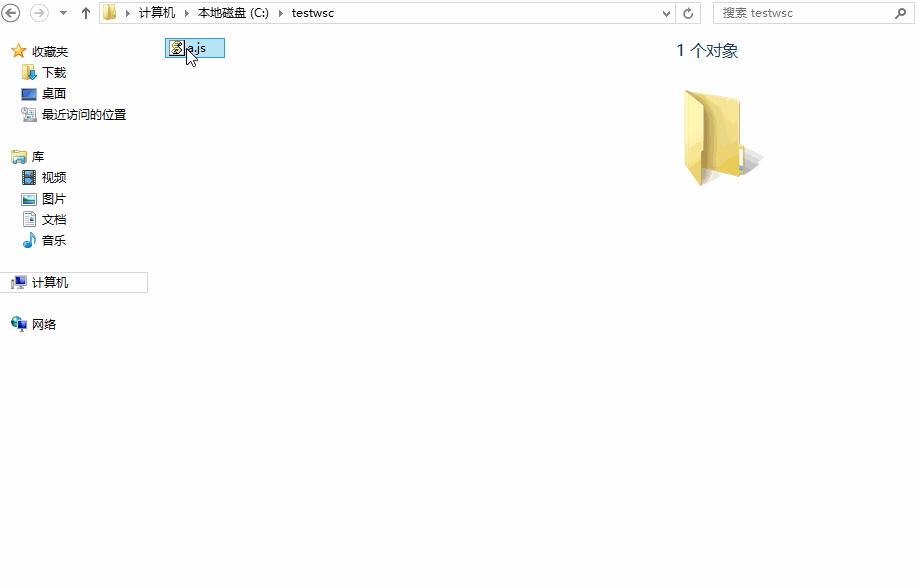 计算机 本地磁盘 (C:) testwsc 搜索 testwsc
收藏夹
下载
桌面
最近访问的位置
库
视频
图片
文档
音乐
计算机
网络
a.js
1 个对象